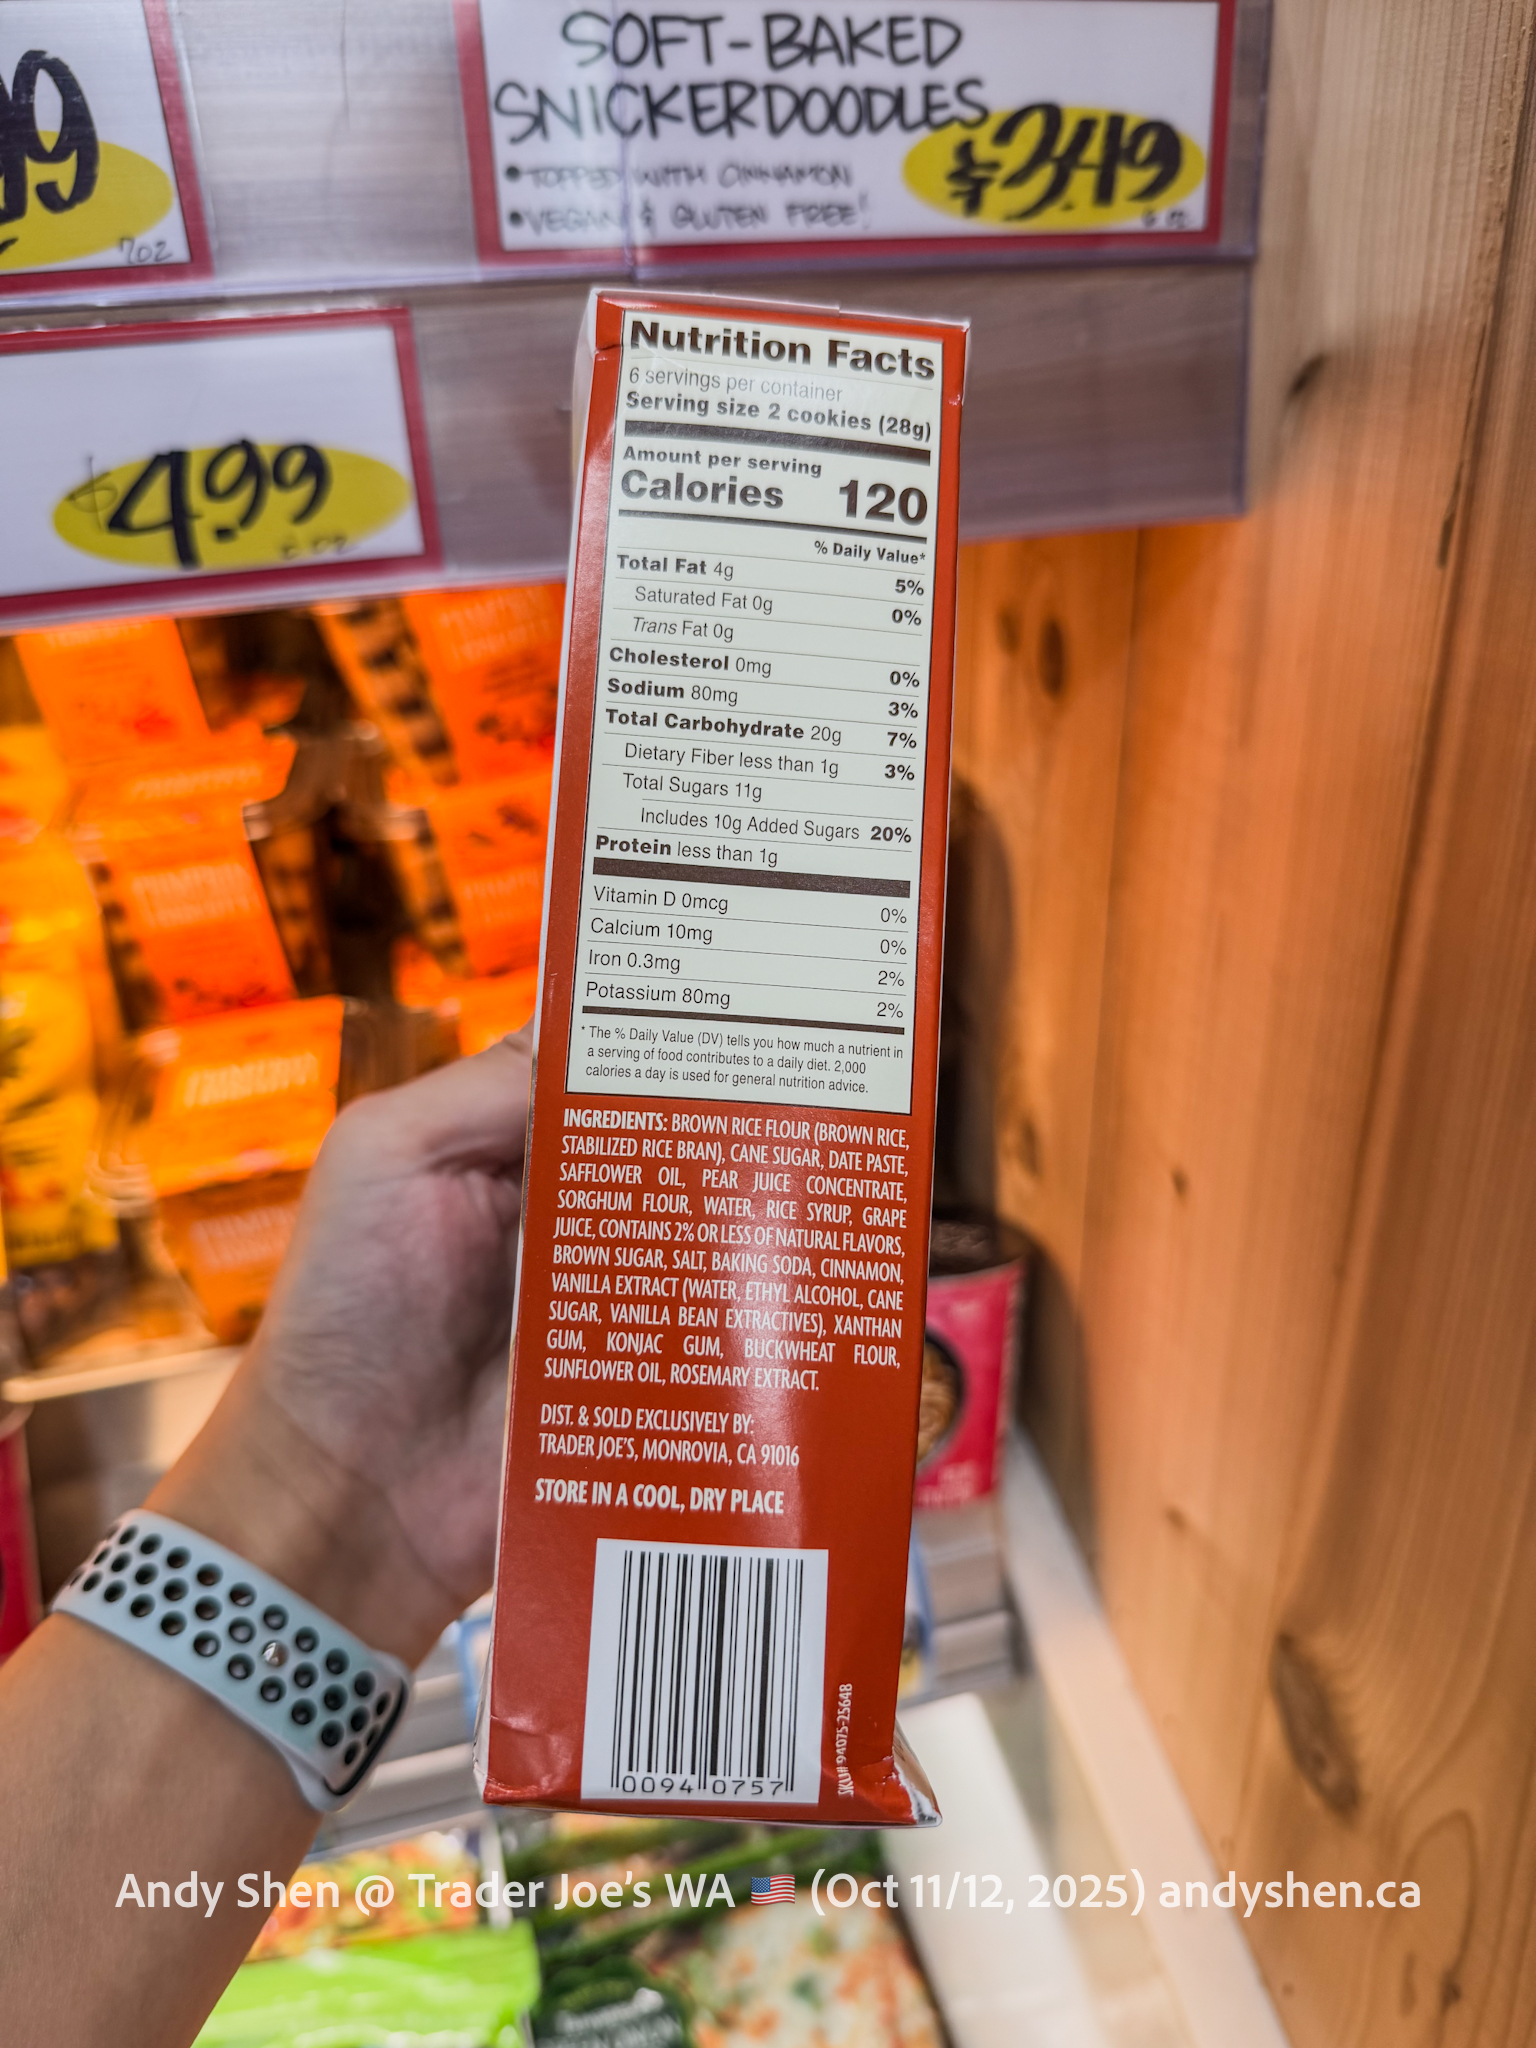 SOFT-BAKED
SNICKERDOODLES
• TOPPED WITH CINNAMON
• VEGAN & GLUTEN FREE!
$3.49
6 oz
99
7oz
$4.99
Nutrition Facts
6 servings per container
Serving size 2 cookies (28g)
Amount per serving
Calories 120
% Daily Value*
Total Fat 4g 5%
Saturated Fat 0g 0%
Trans Fat 0g
Cholesterol 0mg 0%
Sodium 80mg 3%
Total Carbohydrate 20g 7%
Dietary Fiber less than 1g 3%
Total Sugars 11g
Includes 10g Added Sugars 20%
Protein less than 1g
Vitamin D 0mcg 0%
Calcium 10mg 0%
Iron 0.3mg 2%
Potassium 80mg 2%
* The % Daily Value (DV) tells you how much a nutrient in
a serving of food contributes to a daily diet. 2,000
calories a day is used for general nutrition advice.
INGREDIENTS: BROWN RICE FLOUR (BROWN RICE,
STABILIZED RICE BRAN), CANE SUGAR, DATE PASTE,
SAFFLOWER OIL, PEAR JUICE CONCENTRATE,
SORGHUM FLOUR, WATER, RICE SYRUP, GRAPE
JUICE, CONTAINS 2% OR LESS OF NATURAL FLAVORS,
BROWN SUGAR, SALT, BAKING SODA, CINNAMON,
VANILLA EXTRACT (WATER, ETHYL ALCOHOL, CANE
SUGAR, VANILLA BEAN EXTRACTIVES), XANTHAN
GUM, KONJAC GUM, BUCKWHEAT FLOUR,
SUNFLOWER OIL, ROSEMARY EXTRACT.
DIST. & SOLD EXCLUSIVELY BY:
TRADER JOE'S, MONROVIA, CA 91016
STORE IN A COOL, DRY PLACE
0094 0757
SKU# 94075-25648
Andy Shen @ Trader Joe's WA 🇺🇸 (Oct 11/12, 2025) andyshen.ca